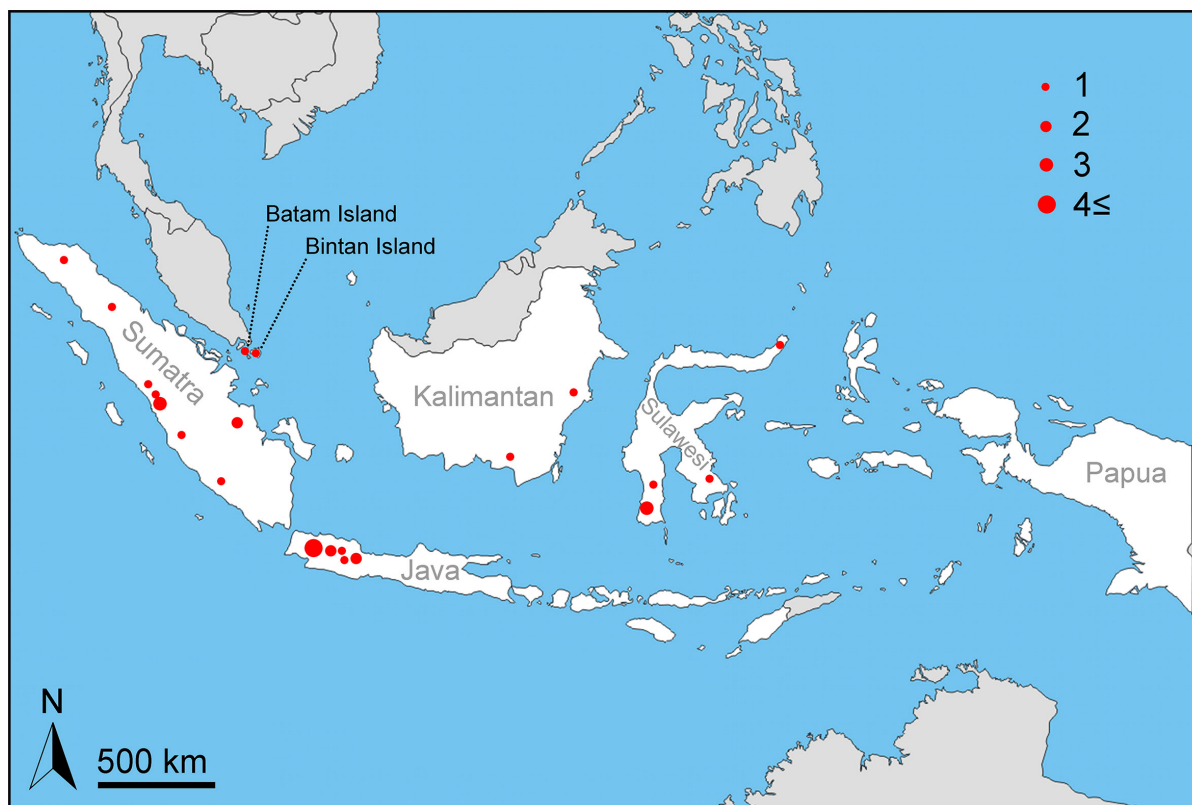 1
2
3
4≤
Batam Island
Bintan Island
Sumatra
Kalimantan
Sulawesi
Papua
Java
N
500 km